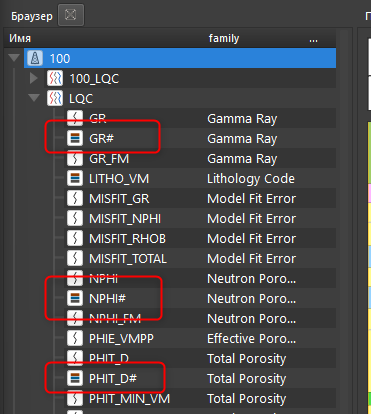 Браузер
Имя family ...
100
100_LQC
LQC
GR Gamma Ray
GR# Gamma Ray
GR_FM Gamma Ray
LITHO_VM Lithology Code
MISFIT_GR Model Fit Error
MISFIT_NPHI Model Fit Error
MISFIT_RHOB Model Fit Error
MISFIT_TOTAL Model Fit Error
NPHI Neutron Poro...
NPHI# Neutron Poro...
NPHI_FM Neutron Poro...
PHIE_VMPP Effective Poro...
PHIT_D Total Porosity
PHIT_D# Total Porosity
PHIT_MIN_VM Total Porosity